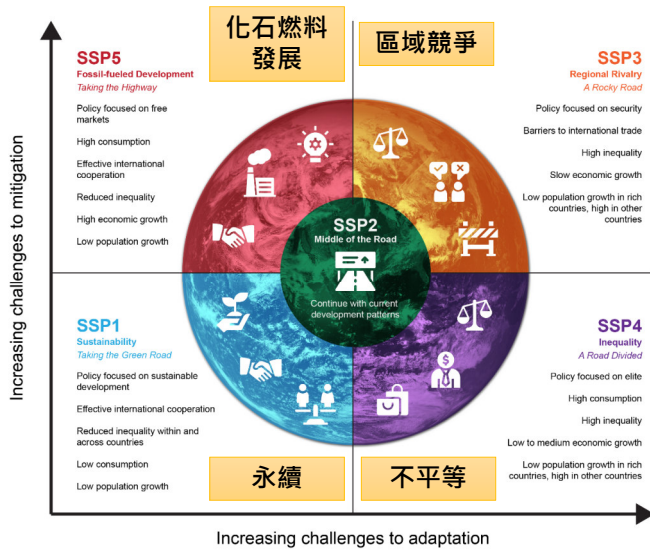 化石燃料
發展
區域競爭
SSP5
Fossil-fueled Development
Taking the Highway
Policy focused on free
markets
High consumption
Effective international
cooperation
Reduced inequality
High economic growth
Low population growth
SSP3
Regional Rivalry
A Rocky Road
Policy focused on security
Barriers to international trade
High inequality
Slow economic growth
Low population growth in rich
countries, high in other
countries
SSP2
Middle of the Road
Continue with current
development patterns
SSP1
Sustainability
Taking the Green Road
Policy focused on sustainable
development
Effective international cooperation
Reduced inequality within and
across countries
Low consumption
Low population growth
SSP4
Inequality
A Road Divided
Policy focused on elite
High consumption
High inequality
Low to medium economic growth
Low population growth in rich
countries, high in other countries
永續
不平等
Increasing challenges to mitigation
Increasing challenges to adaptation